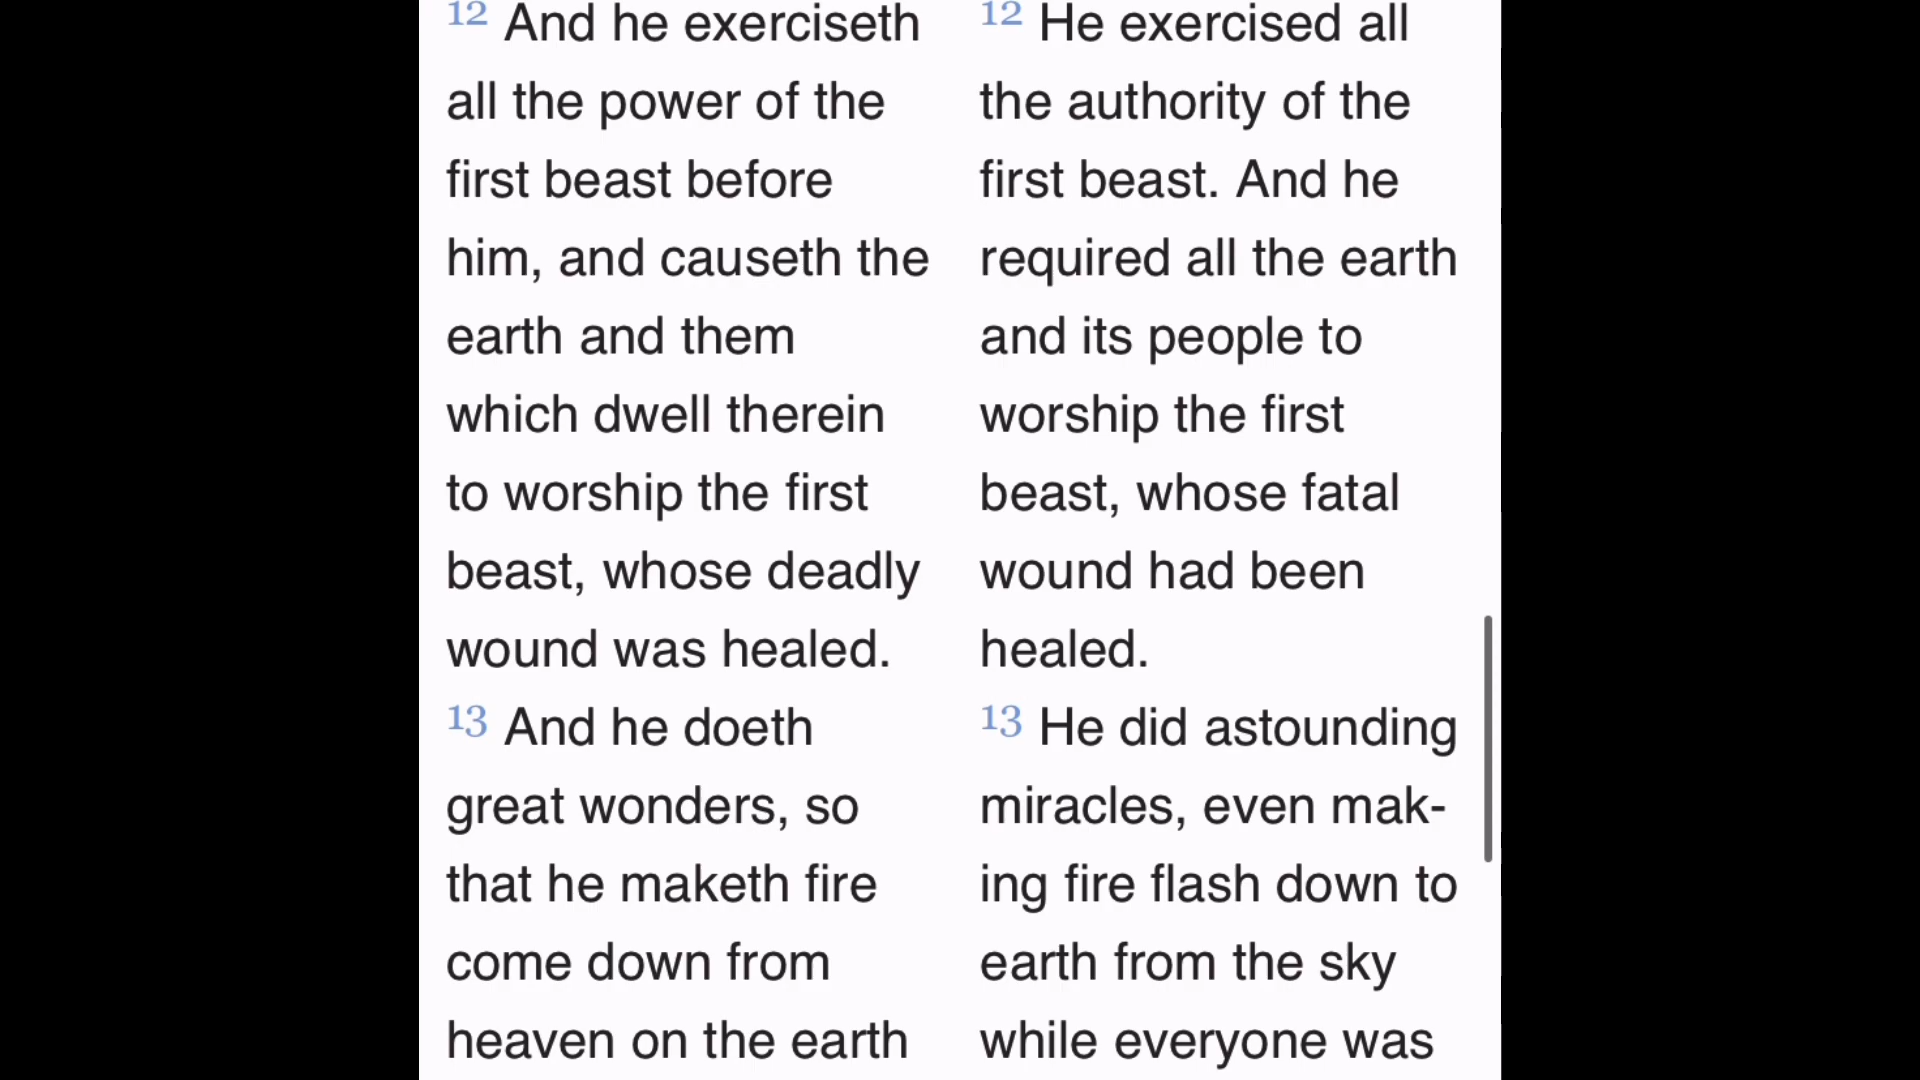 12 And he exerciseth
all the power of the
first beast before
him, and causeth the
earth and them
which dwell therein
to worship the first
beast, whose deadly
wound was healed.
13 And he doeth
great wonders, so
that he maketh fire
come down from
heaven on the earth
12 He exercised all
the authority of the
first beast. And he
required all the earth
and its people to
worship the first
beast, whose fatal
wound had been
healed.
13 He did astounding
miracles, even mak-
ing fire flash down to
earth from the sky
while everyone was